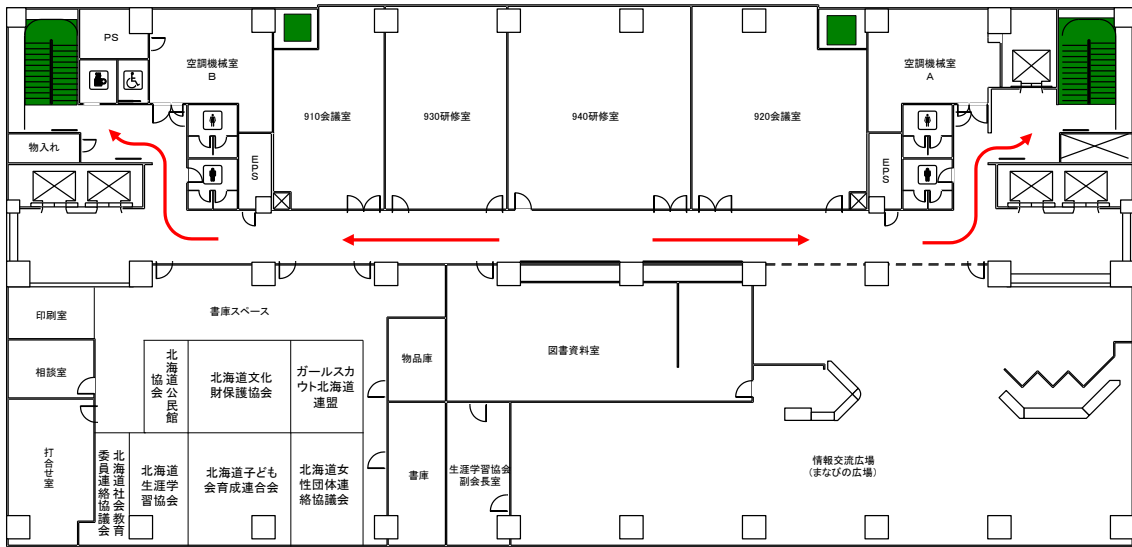 PS
空調機械室
B
910会議室
930研修室
940研修室
920会議室
空調機械室
A
物入れ
EPS
EPS
印刷室
書庫スペース
相談室
北海道公民館
協会
北海道文化
財保護協会
ガールスカ
ウト北海道
連盟
物品庫
図書資料室
打合せ室
北海道社会教育
委員連絡協議会
北海道
生涯学
習協会
北海道子ども
会育成連合会
北海道女
性団体連
絡協議会
書庫
生涯学習協会
副会長室
情報交流広場
(まなびの広場)